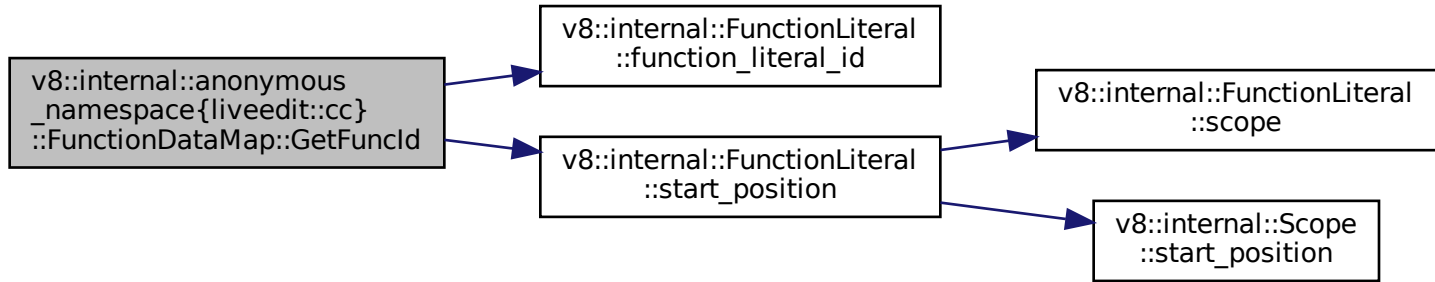 v8::internal::anonymous
_namespace{liveedit::cc}
::FunctionDataMap::GetFuncId
v8::internal::FunctionLiteral
::function_literal_id
v8::internal::FunctionLiteral
::start_position
v8::internal::FunctionLiteral
::scope
v8::internal::Scope
::start_position